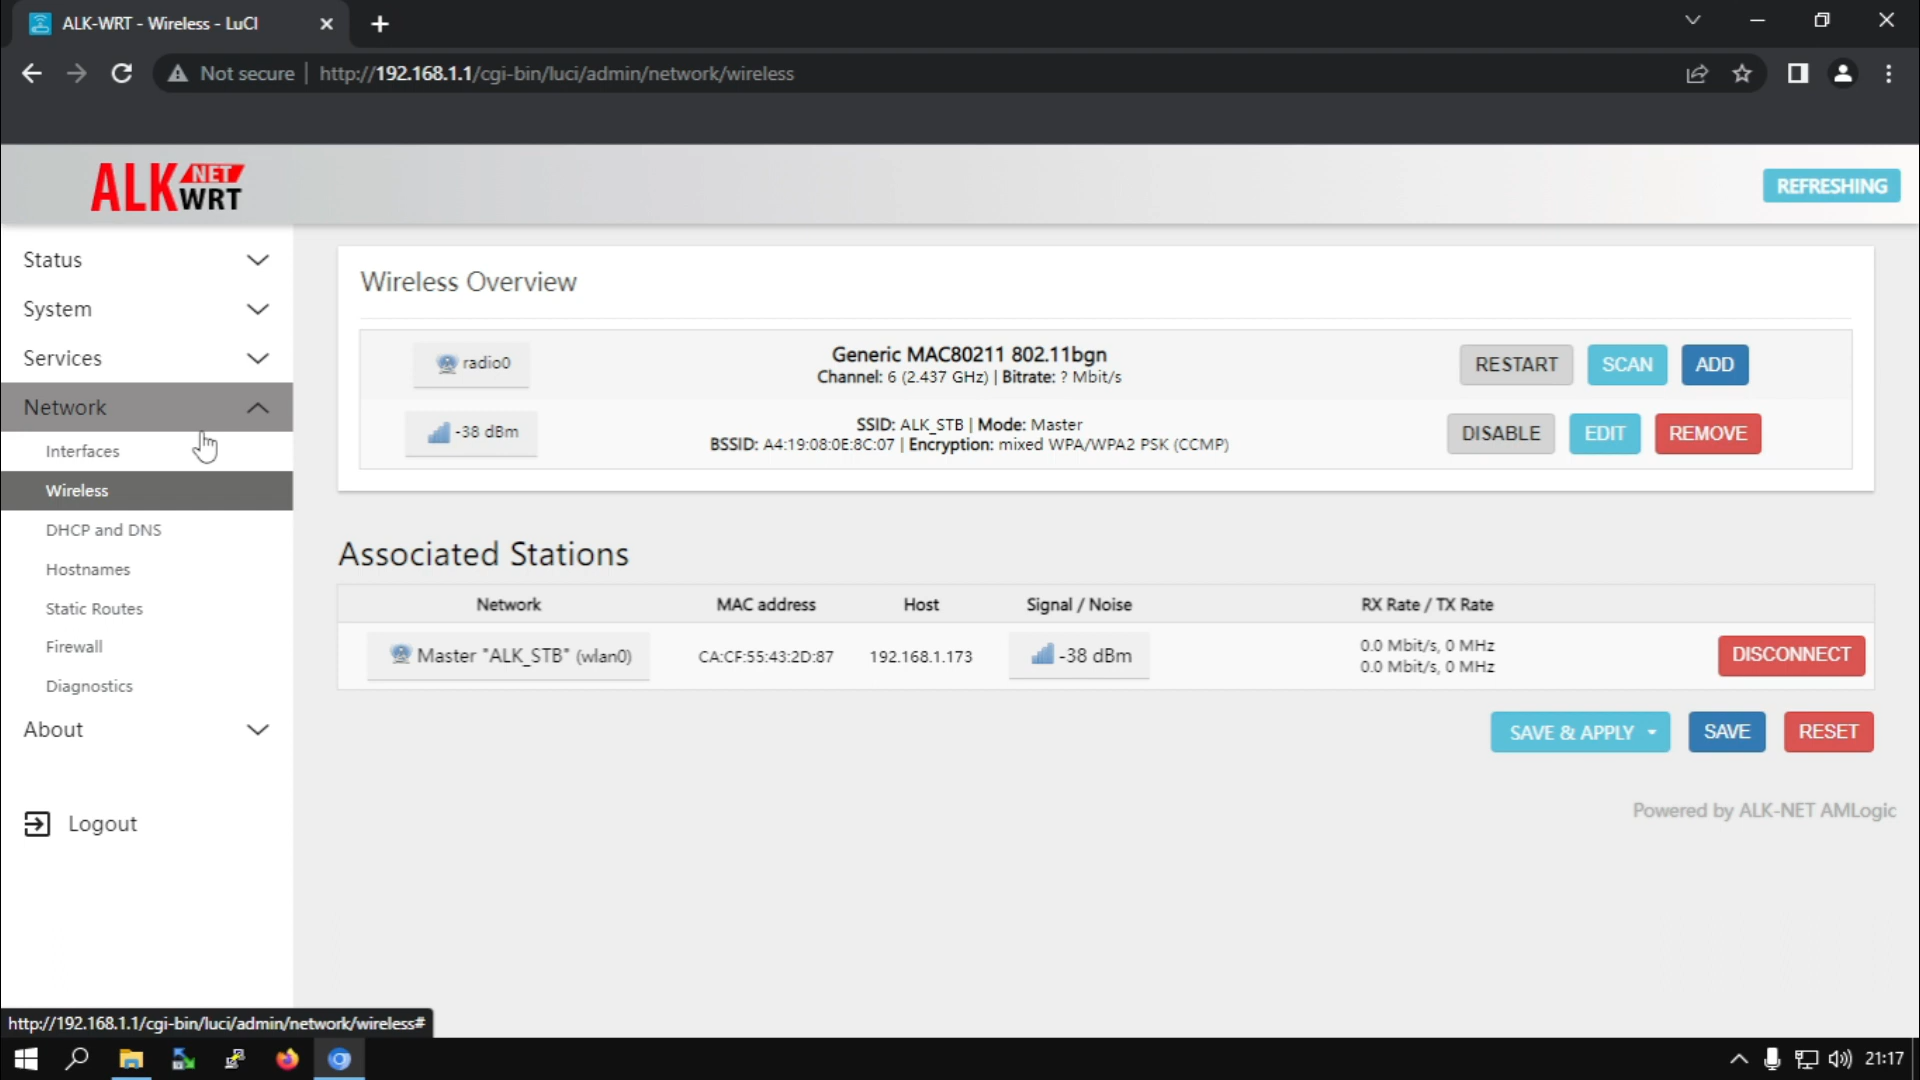 ALK-WRT - Wireless - LuCI
Not secure
http://192.168.1.1/cgi-bin/luci/admin/network/wireless
ALK NET WRT
REFRESHING
Status
System
Services
Network
Interfaces
Wireless
DHCP and DNS
Hostnames
Static Routes
Firewall
Diagnostics
About
Logout
Wireless Overview
radio0
Generic MAC80211 802.11bgn
Channel: 6 (2.437 GHz) | Bitrate: ? Mbit/s
RESTART
SCAN
ADD
-38 dBm
SSID: ALK_STB | Mode: Master
BSSID: A4:19:08:0E:8C:07 | Encryption: mixed WPA/WPA2 PSK (CCMP)
DISABLE
EDIT
REMOVE
Associated Stations
Network MAC address Host Signal / Noise RX Rate / TX Rate
Master "ALK_STB" (wlan0)
CA:CF:55:43:2D:87
192.168.1.173
-38 dBm
0.0 Mbit/s, 0 MHz
0.0 Mbit/s, 0 MHz
DISCONNECT
SAVE & APPLY
SAVE
RESET
Powered by ALK-NET AMLogic
http://192.168.1.1/cgi-bin/luci/admin/network/wireless#
21:17